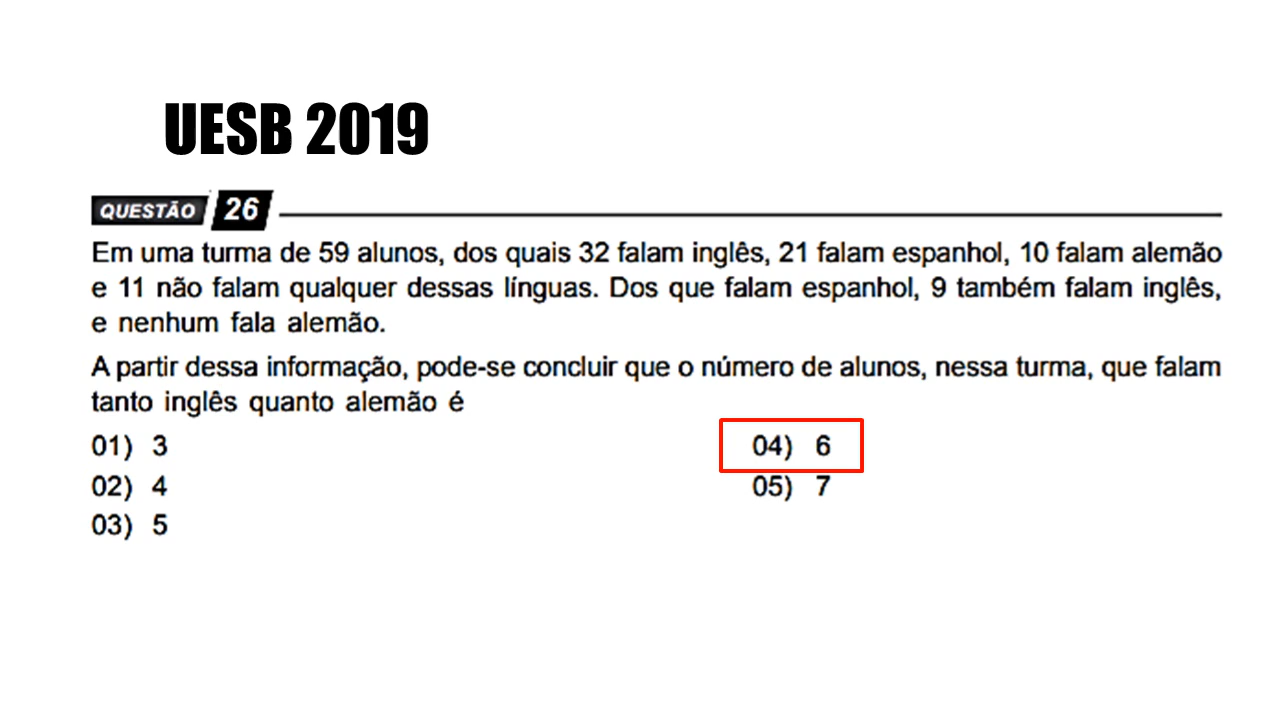 UESB 2019
QUESTÃO 26
Em uma turma de 59 alunos, dos quais 32 falam inglês, 21 falam espanhol, 10 falam alemão
e 11 não falam qualquer dessas línguas. Dos que falam espanhol, 9 também falam inglês,
e nenhum fala alemão.
A partir dessa informação, pode-se concluir que o número de alunos, nessa turma, que falam
tanto inglês quanto alemão é
01) 3
02) 4
03) 5
04) 6
05) 7